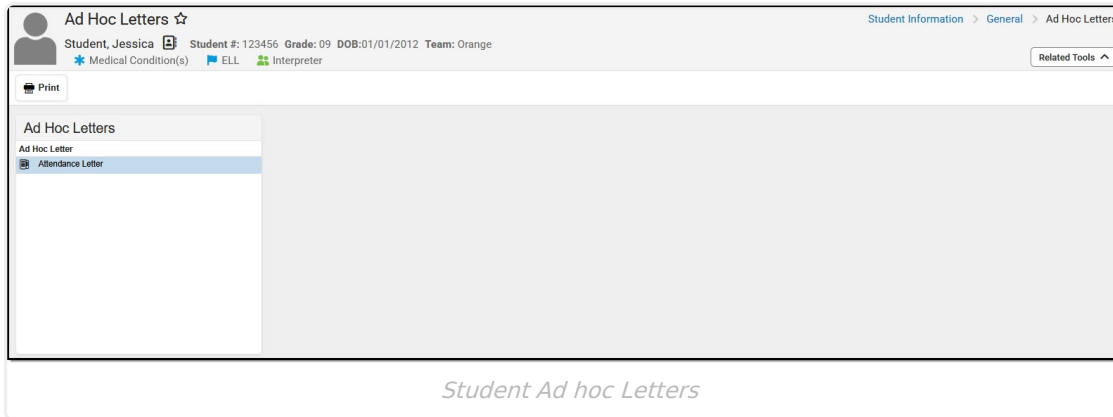 Ad Hoc Letters
Student Information > General > Ad Hoc Letters
Student, Jessica Student #: 123456 Grade: 09 DOB:01/01/2012 Team: Orange
Medical Condition(s) ELL Interpreter
Related Tools
Print
Ad Hoc Letters
Ad Hoc Letter
Attendance Letter
Student Ad hoc Letters